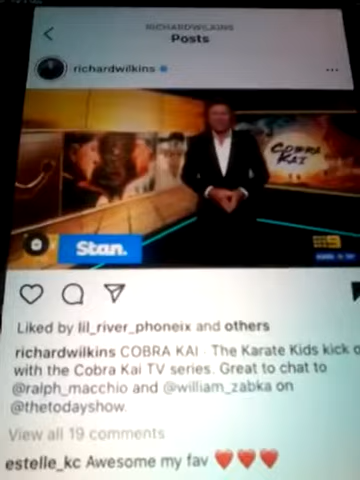 RICHARDWILKINS
Posts
richardwilkins
COBRA
KAI
Stan.
Liked by lil_river_phoneix and others
richardwilkins COBRA KAI · The Karate Kids kick o
with the Cobra Kai TV series. Great to chat to
@ralph_macchio and @william_zabka on
@thetodayshow.
View all 19 comments
estelle_kc Awesome my fav ❤️❤️❤️